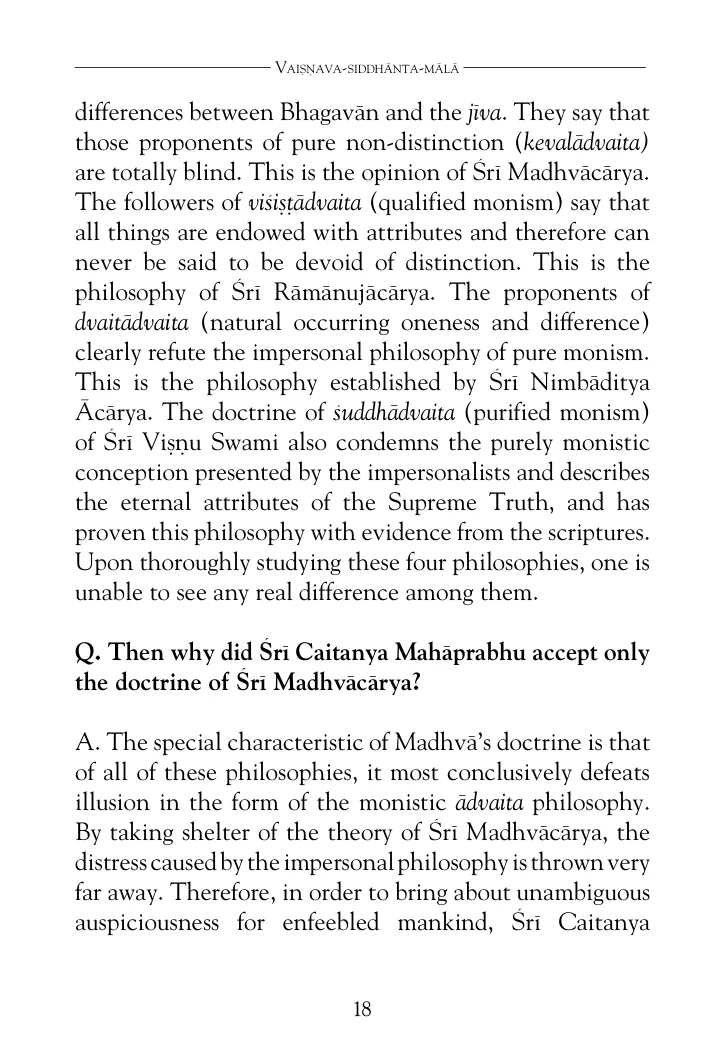 Vaiṣṇava-siddhānta-mālā
differences between Bhagavān and the jīva. They say that
those proponents of pure non-distinction (kevalādvaita)
are totally blind. This is the opinion of Śrī Madhvācārya.
The followers of viśiṣṭādvaita (qualified monism) say that
all things are endowed with attributes and therefore can
never be said to be devoid of distinction. This is the
philosophy of Śrī Rāmānujācārya. The proponents of
dvaitādvaita (natural occurring oneness and difference)
clearly refute the impersonal philosophy of pure monism.
This is the philosophy established by Śrī Nimbāditya
Ācārya. The doctrine of śuddhādvaita (purified monism)
of Śrī Viṣṇu Swami also condemns the purely monistic
conception presented by the impersonalists and describes
the eternal attributes of the Supreme Truth, and has
proven this philosophy with evidence from the scriptures.
Upon thoroughly studying these four philosophies, one is
unable to see any real difference among them.
Q. Then why did Śrī Caitanya Mahāprabhu accept only
the doctrine of Śrī Madhvācārya?
A. The special characteristic of Madhvā’s doctrine is that
of all of these philosophies, it most conclusively defeats
illusion in the form of the monistic ādvaita philosophy.
By taking shelter of the theory of Śrī Madhvācārya, the
distress caused by the impersonal philosophy is thrown very
far away. Therefore, in order to bring about unambiguous
auspiciousness for enfeebled mankind, Śrī Caitanya
18